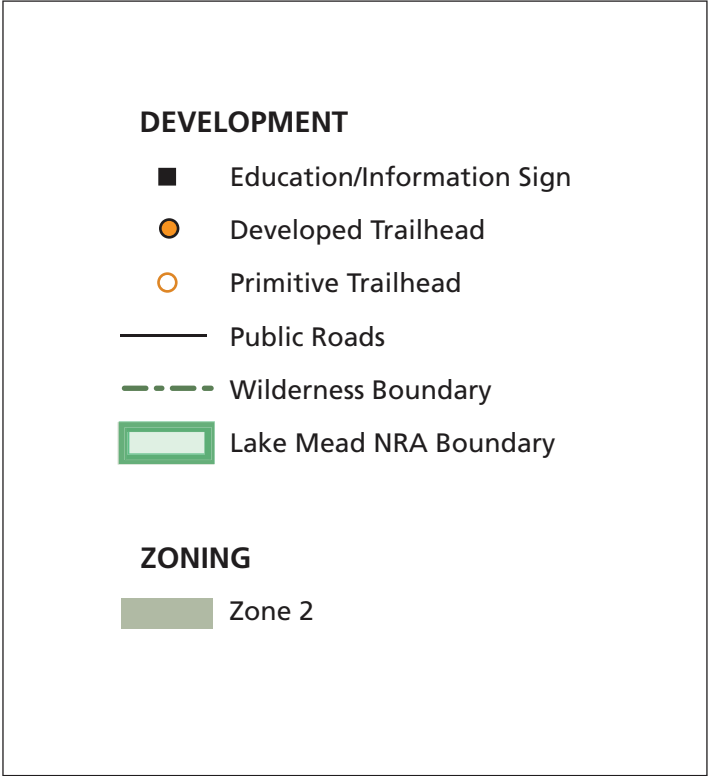 DEVELOPMENT
Education/Information Sign
Developed Trailhead
Primitive Trailhead
Public Roads
Wilderness Boundary
Lake Mead NRA Boundary
ZONING
Zone 2